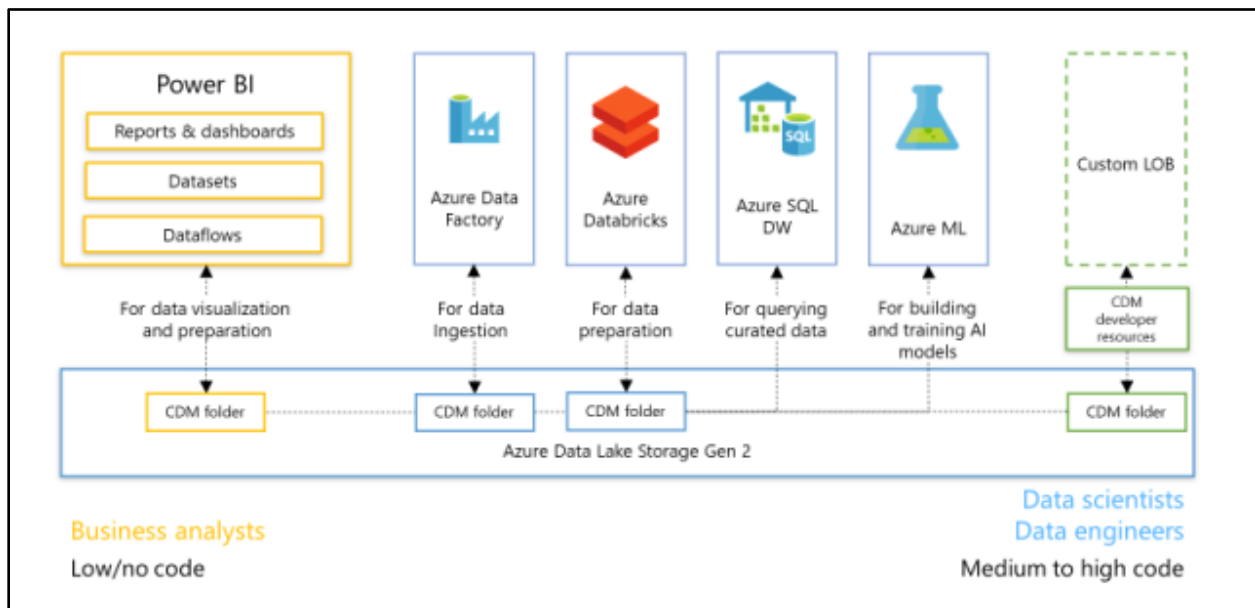 Power BI
Reports & dashboards
Datasets
Dataflows
Azure Data
Factory
Azure
Databricks
SQL
Azure SQL
DW
Azure ML
Custom LOB
For data visualization
and preparation
For data
Ingestion
For data
preparation
For querying
curated data
For building
and training AI
models
CDM
developer
resources
CDM folder
CDM folder
CDM folder
CDM folder
Azure Data Lake Storage Gen 2
Business analysts
Low/no code
Data scientists
Data engineers
Medium to high code